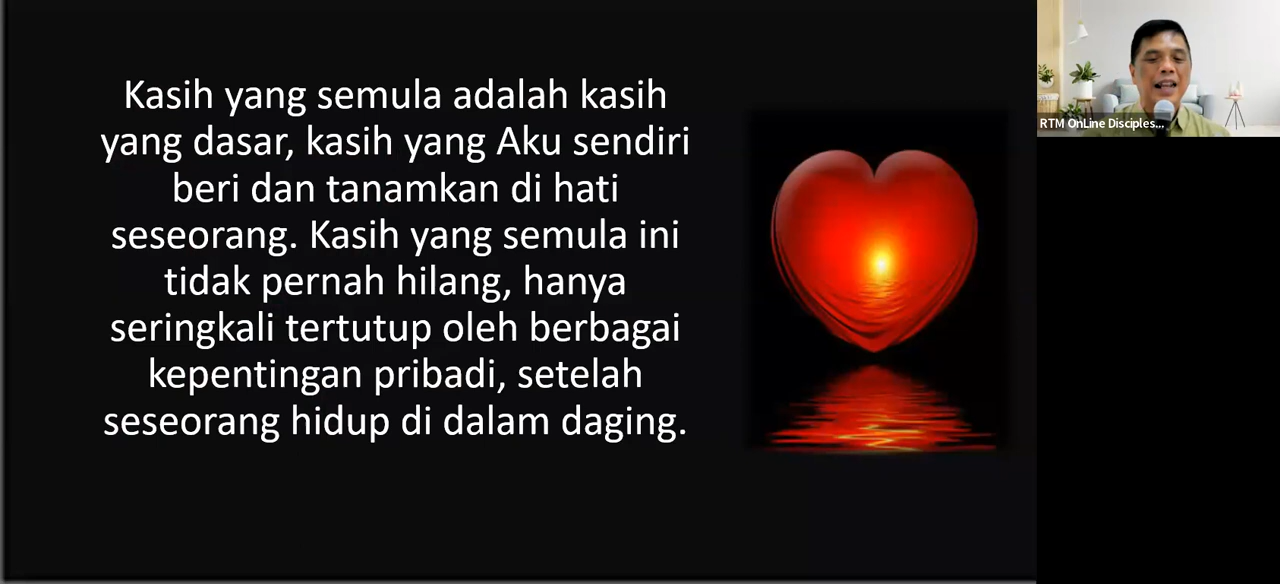 Kasih yang semula adalah kasih
yang dasar, kasih yang Aku sendiri
beri dan tanamkan di hati
seseorang. Kasih yang semula ini
tidak pernah hilang, hanya
seringkali tertutup oleh berbagai
kepentingan pribadi, setelah
seseorang hidup di dalam daging.
RTM OnLine Disciples...